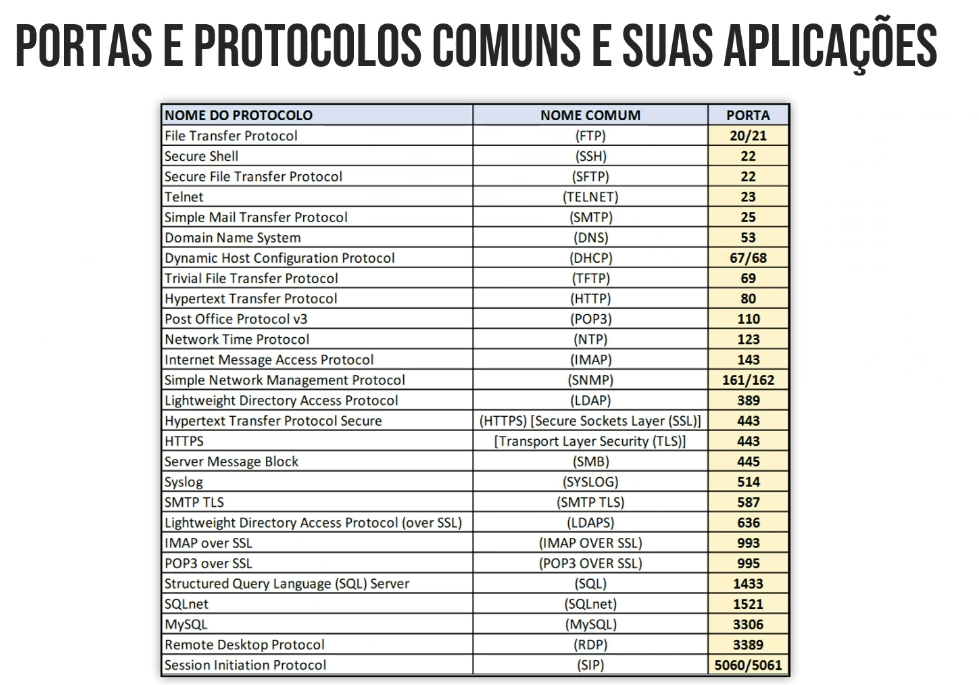 PORTAS E PROTOCOLOS COMUNS E SUAS APLICAÇÕES
NOME DO PROTOCOLO NOME COMUM PORTA
File Transfer Protocol (FTP) 20/21
Secure Shell (SSH) 22
Secure File Transfer Protocol (SFTP) 22
Telnet (TELNET) 23
Simple Mail Transfer Protocol (SMTP) 25
Domain Name System (DNS) 53
Dynamic Host Configuration Protocol (DHCP) 67/68
Trivial File Transfer Protocol (TFTP) 69
Hypertext Transfer Protocol (HTTP) 80
Post Office Protocol v3 (POP3) 110
Network Time Protocol (NTP) 123
Internet Message Access Protocol (IMAP) 143
Simple Network Management Protocol (SNMP) 161/162
Lightweight Directory Access Protocol (LDAP) 389
Hypertext Transfer Protocol Secure (HTTPS) [Secure Sockets Layer (SSL)] 443
HTTPS [Transport Layer Security (TLS)] 443
Server Message Block (SMB) 445
Syslog (SYSLOG) 514
SMTP TLS (SMTP TLS) 587
Lightweight Directory Access Protocol (over SSL) (LDAPS) 636
IMAP over SSL (IMAP OVER SSL) 993
POP3 over SSL (POP3 OVER SSL) 995
Structured Query Language (SQL) Server (SQL) 1433
SQLnet (SQLnet) 1521
MySQL (MySQL) 3306
Remote Desktop Protocol (RDP) 3389
Session Initiation Protocol (SIP) 5060/5061